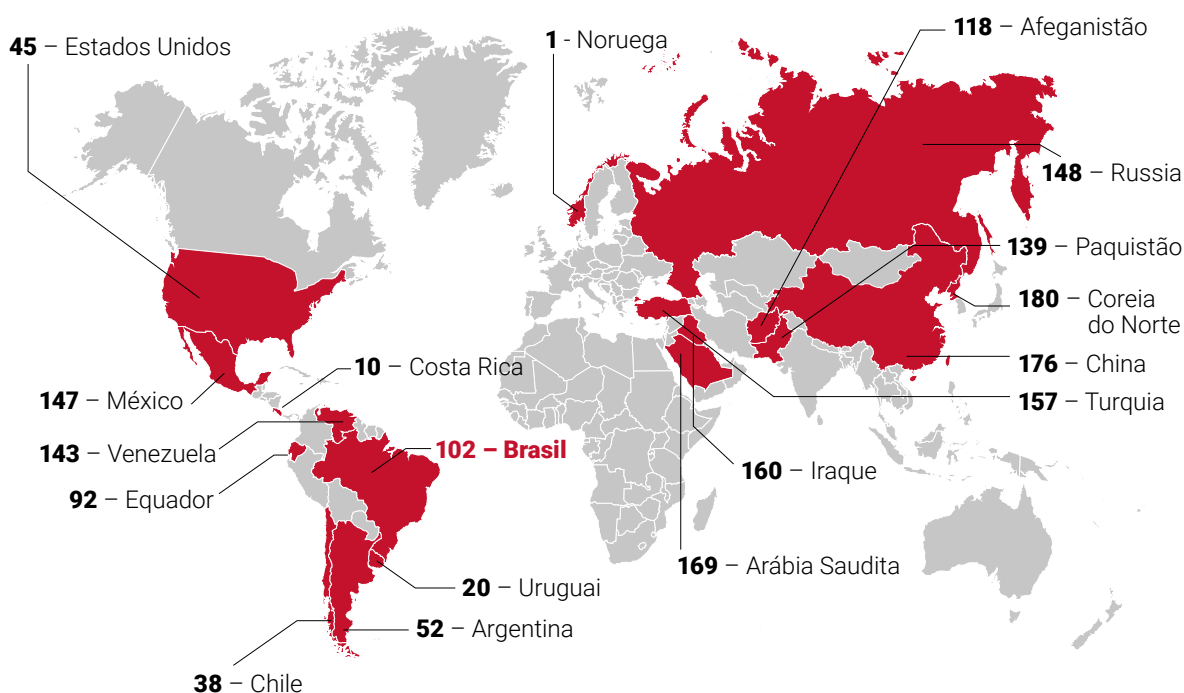 45 – Estados Unidos
1 - Noruega
118 – Afeganistão
148 – Russia
139 – Paquistão
180 – Coreia
do Norte
10 – Costa Rica
176 – China
147 – México
157 – Turquia
143 – Venezuela
102 – Brasil
160 – Iraque
92 – Equador
169 – Arábia Saudita
20 – Uruguai
52 – Argentina
38 – Chile